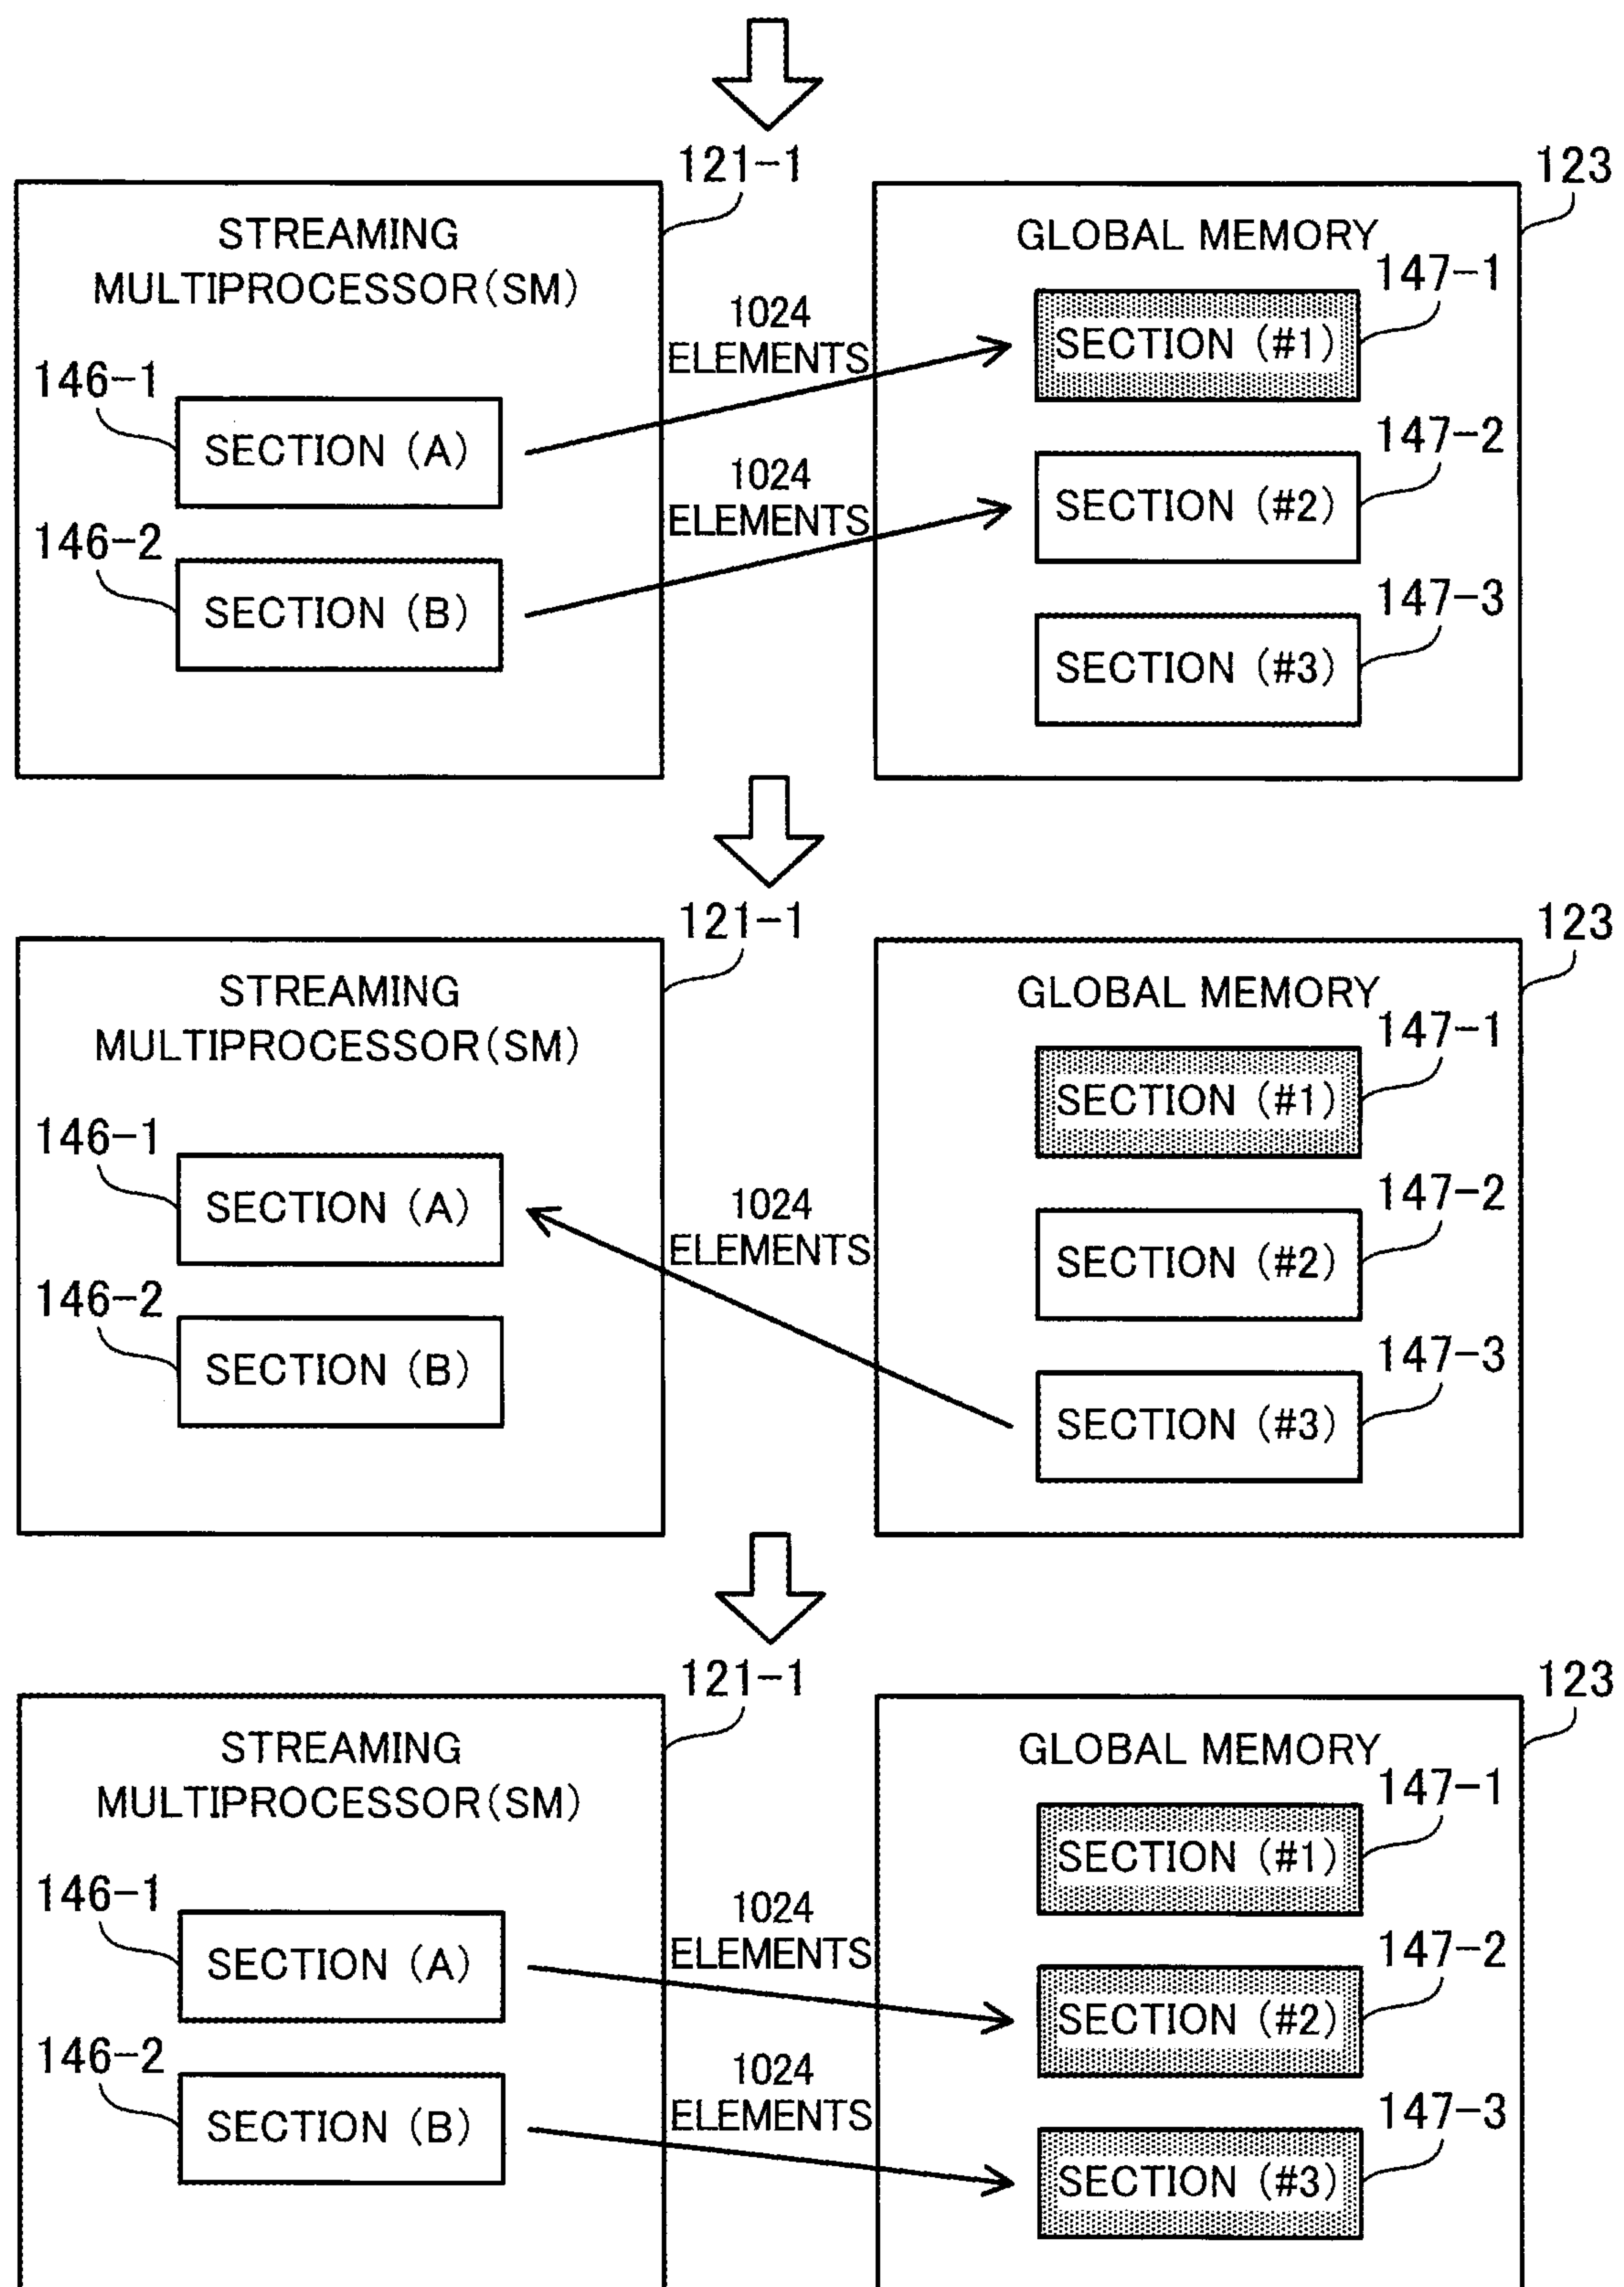 121-1
123
STREAMING
MULTIPROCESSOR(SM)
GLOBAL MEMORY
147-1
1024
ELEMENTS
SECTION (#1)
146-1
SECTION (A)
147-2
1024
ELEMENTS
SECTION (#2)
146-2
SECTION (B)
147-3
SECTION (#3)
121-1
123
STREAMING
MULTIPROCESSOR(SM)
GLOBAL MEMORY
147-1
SECTION (#1)
146-1
SECTION (A)
1024
ELEMENTS
147-2
SECTION (#2)
146-2
SECTION (B)
147-3
SECTION (#3)
121-1
123
STREAMING
MULTIPROCESSOR(SM)
GLOBAL MEMORY
147-1
SECTION (#1)
146-1
SECTION (A)
1024
ELEMENTS
147-2
SECTION (#2)
146-2
SECTION (B)
1024
ELEMENTS
147-3
SECTION (#3)